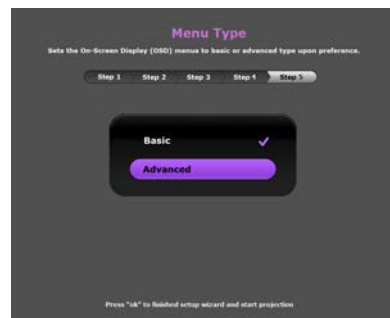 Menu Type
Sets the On-Screen Display (OSD) menus to basic or advanced type upon preference.
Step 1 Step 2 Step 3 Step 4 Step 5
Basic
Advanced
Press "ok" to finished setup wizard and start projection